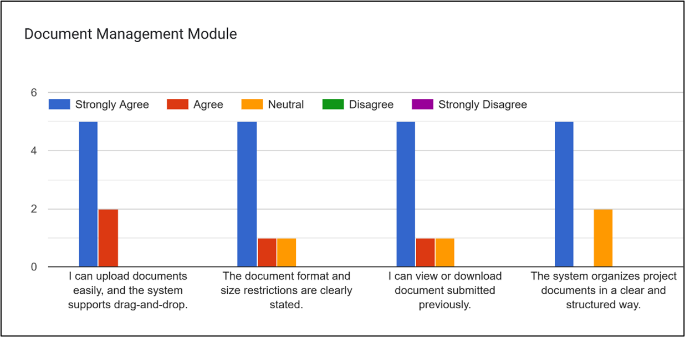 Document Management Module
6
Strongly Agree Agree Neutral Disagree Strongly Disagree
4
2
0
I can upload documents
easily, and the system
supports drag-and-drop.
The document format and
size restrictions are clearly
stated.
I can view or download
document submitted
previously.
The system organizes project
documents in a clear and
structured way.